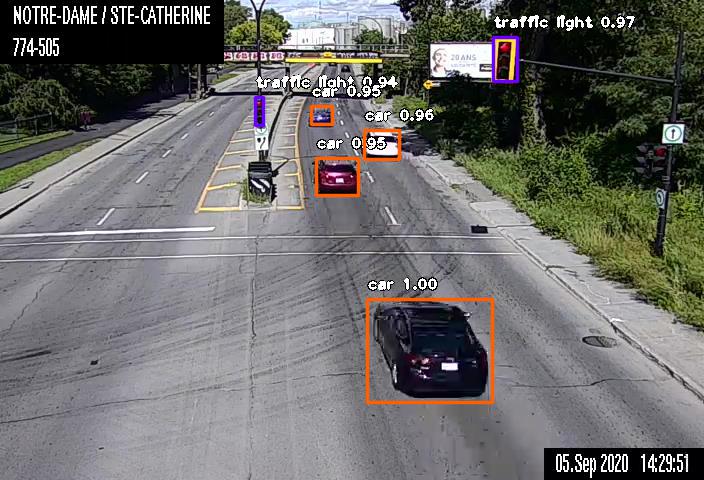 NOTRE-DAME / STE-CATHERINE
774-505
traffic light 0.97
20 ANS
traffic light 0.94
car 0.95
car 0.96
car 0.95
car 1.00
05.Sep 2020 14:29:51